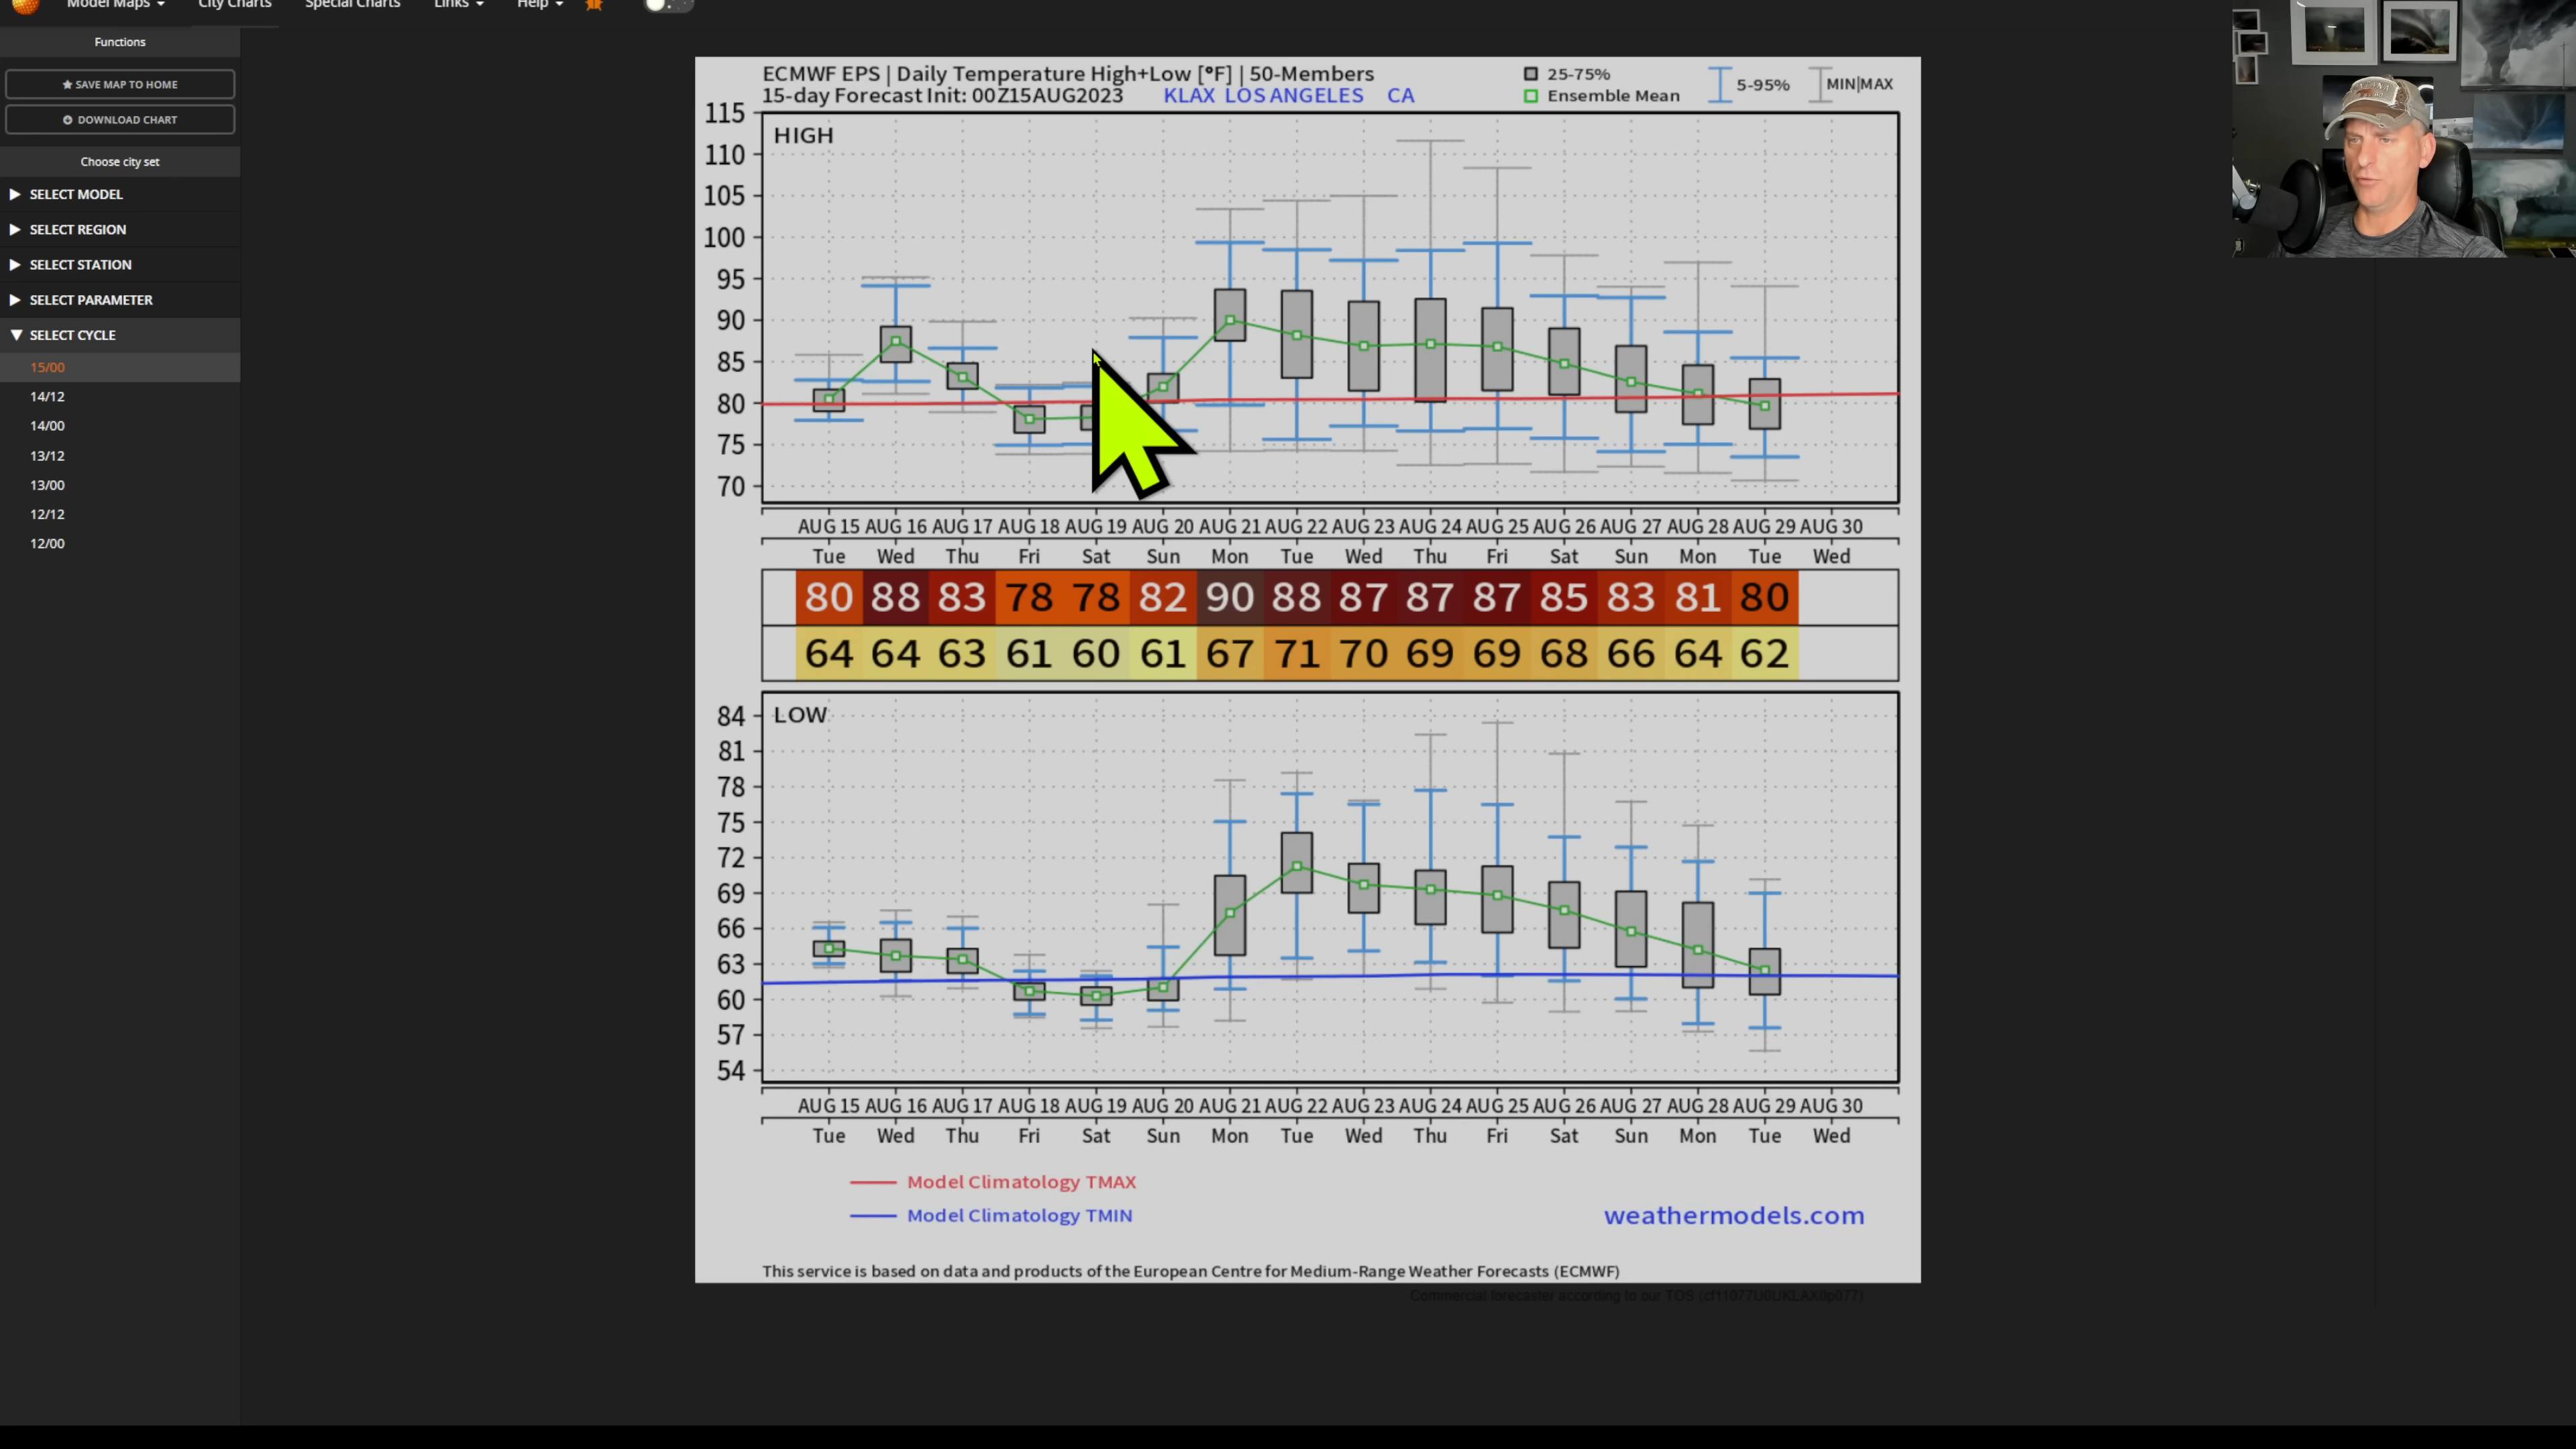 Model Maps City Charts Special Charts Links Help
Functions
SAVE MAP TO HOME
DOWNLOAD CHART
Choose city set
SELECT MODEL
SELECT REGION
SELECT STATION
SELECT PARAMETER
SELECT CYCLE
15/00
14/12
14/00
13/12
13/00
12/12
12/00
ECMWF EPS | Daily Temperature High+Low [°F] | 50-Members
15-day Forecast Init: 00Z15AUG2023 KLAX LOS ANGELES CA
25-75%
Ensemble Mean
5-95%
MIN|MAX
HIGH
115
110
105
100
95
90
85
80
75
70
AUG 15 AUG 16 AUG 17 AUG 18 AUG 19 AUG 20 AUG 21 AUG 22 AUG 23 AUG 24 AUG 25 AUG 26 AUG 27 AUG 28 AUG 29 AUG 30
Tue Wed Thu Fri Sat Sun Mon Tue Wed Thu Fri Sat Sun Mon Tue Wed
80 88 83 78 78 82 90 88 87 87 87 85 83 81 80
64 64 63 61 60 61 67 71 70 69 69 68 66 64 62
LOW
84
81
78
75
72
69
66
63
60
57
54
AUG 15 AUG 16 AUG 17 AUG 18 AUG 19 AUG 20 AUG 21 AUG 22 AUG 23 AUG 24 AUG 25 AUG 26 AUG 27 AUG 28 AUG 29 AUG 30
Tue Wed Thu Fri Sat Sun Mon Tue Wed Thu Fri Sat Sun Mon Tue Wed
Model Climatology TMAX
Model Climatology TMIN
weathermodels.com
This service is based on data and products of the European Centre for Medium-Range Weather Forecasts (ECMWF)
Commercial forecaster according to our TOS